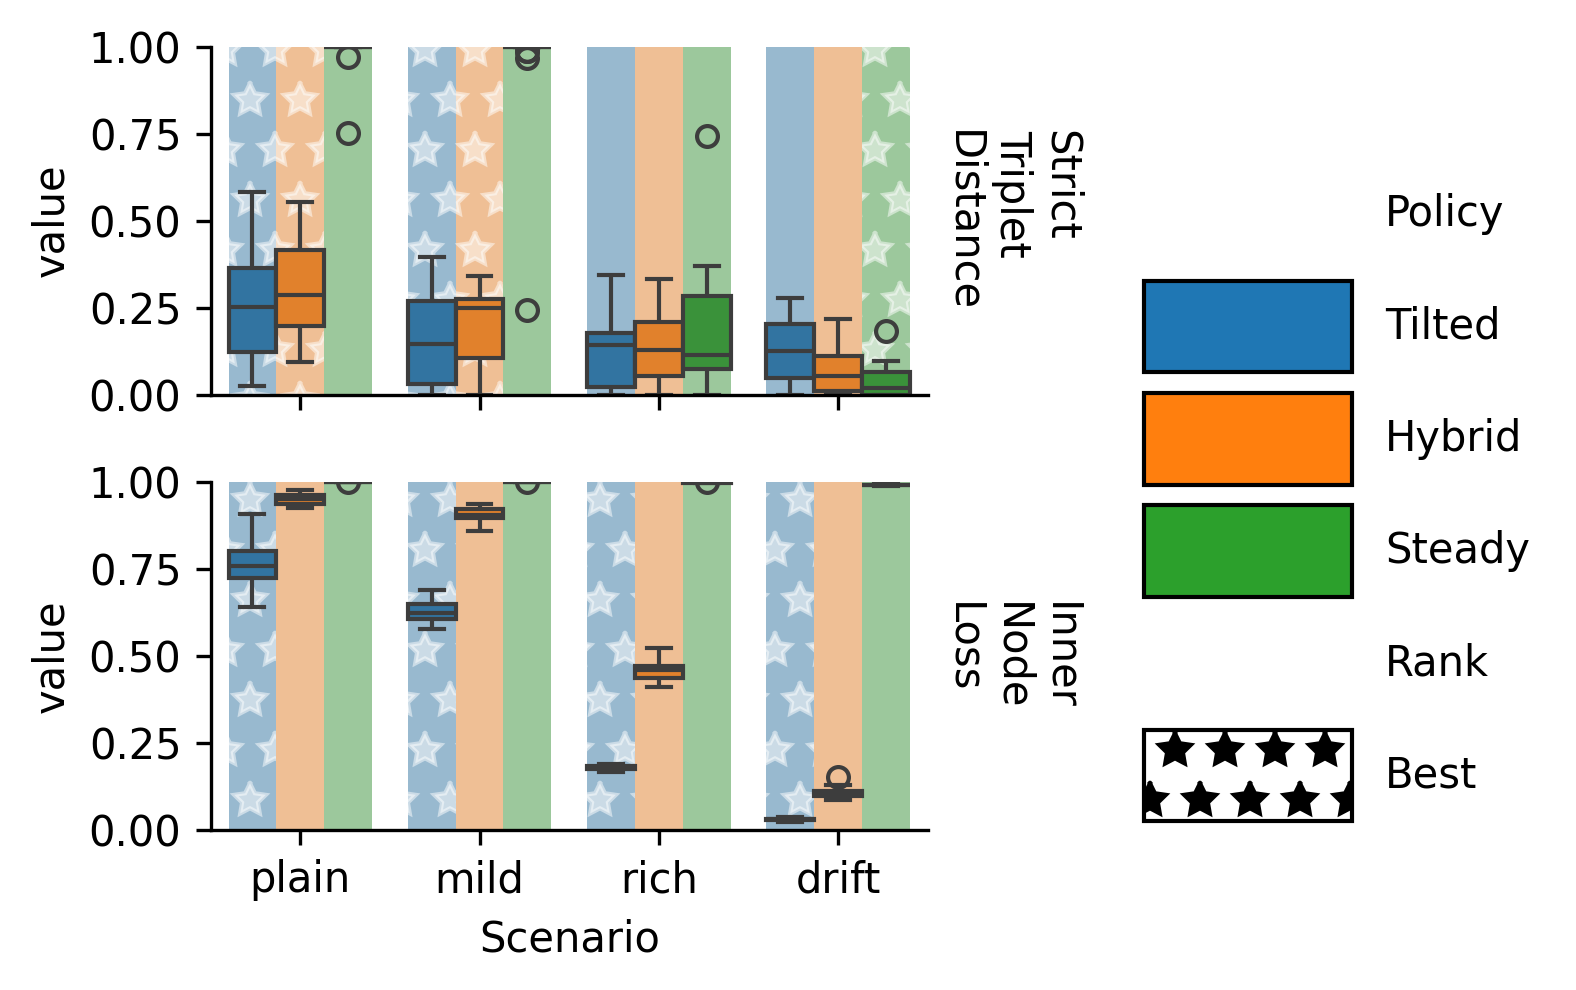 1.00
0.75
0.50
0.25
0.00
value
Strict
Triplet
Distance
1.00
0.75
0.50
0.25
0.00
value
Inner
Node
Loss
plain
mild
rich
drift
Scenario
Policy
Tilted
Hybrid
Steady
Rank
Best